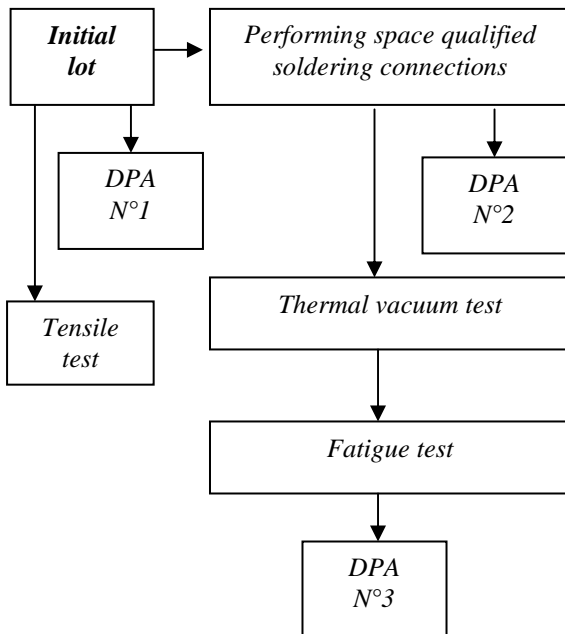 Initial
lot
Performing space qualified
soldering connections
DPA
N°1
DPA
N°2
Tensile
test
Thermal vacuum test
Fatigue test
DPA
N°3